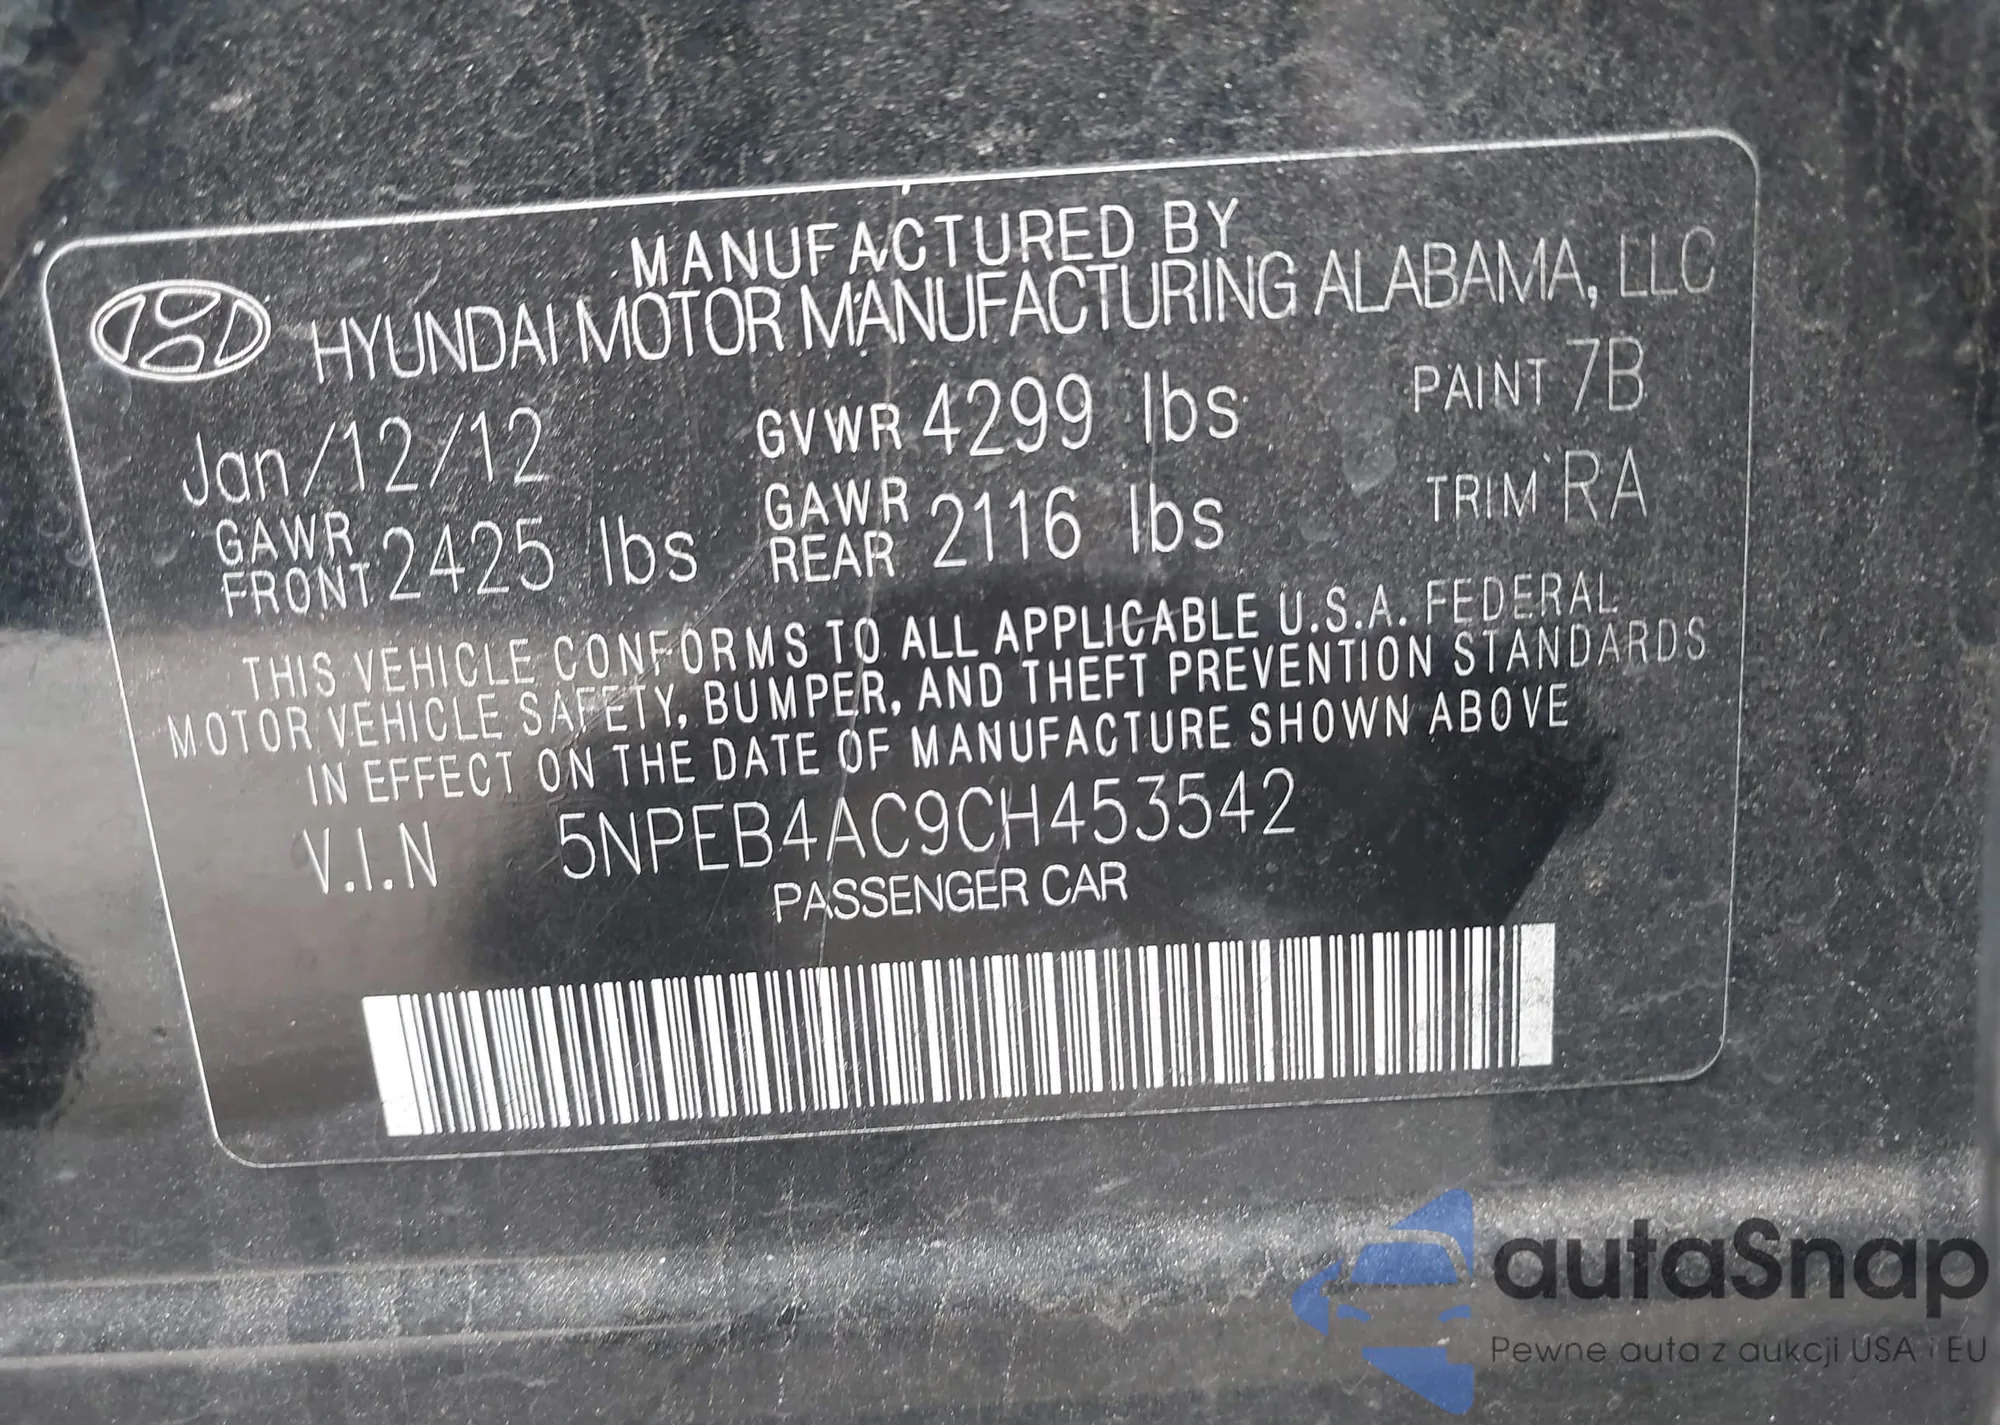 MANUFACTURED BY
HYUNDAI MOTOR MANUFACTURING ALABAMA, LLC
Jan/12/12 GVWR 4299 lbs PAINT 7B
GAWR FRONT 2425 lbs GAWR REAR 2116 lbs TRIM RA
THIS VEHICLE CONFORMS TO ALL APPLICABLE U.S.A. FEDERAL
MOTOR VEHICLE SAFETY, BUMPER, AND THEFT PREVENTION STANDARDS
IN EFFECT ON THE DATE OF MANUFACTURE SHOWN ABOVE
V.I.N 5NPEB4AC9CH453542
PASSENGER CAR
autaSnap
Pewne auta z aukcji USA i EU